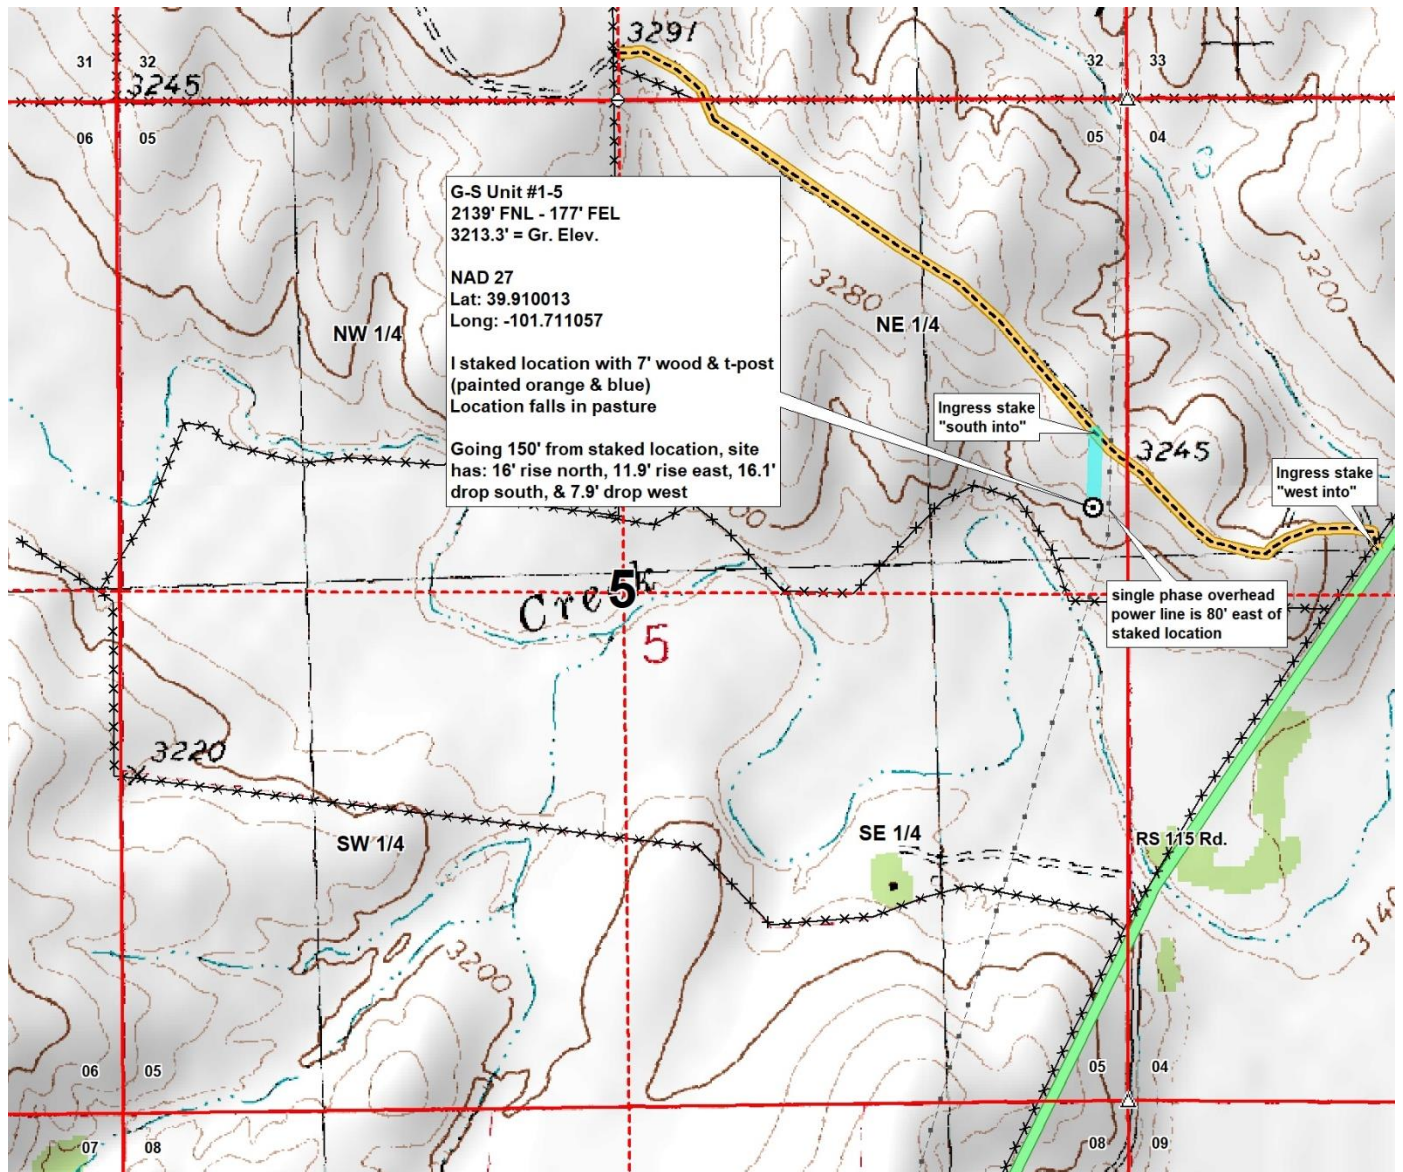 3291
31
32
3245
32
33
06
05
05
04
G-S Unit #1-5
2139' FNL - 177' FEL
3213.3' = Gr. Elev.
NAD 27
Lat: 39.910013
Long: -101.711057
I staked location with 7' wood & t-post
(painted orange & blue)
Location falls in pasture
Going 150' from staked location, site
has: 16' rise north, 11.9' rise east, 16.1'
drop south, & 7.9' drop west
3200
3280
NW 1/4
NE 1/4
Ingress stake
"south into"
3245
Ingress stake
"west into"
Creek
5
5
single phase overhead
power line is 80' east of
staked location
3220
SW 1/4
SE 1/4
RS 115 Rd.
3200
3140
06
05
05
04
07
08
08
09